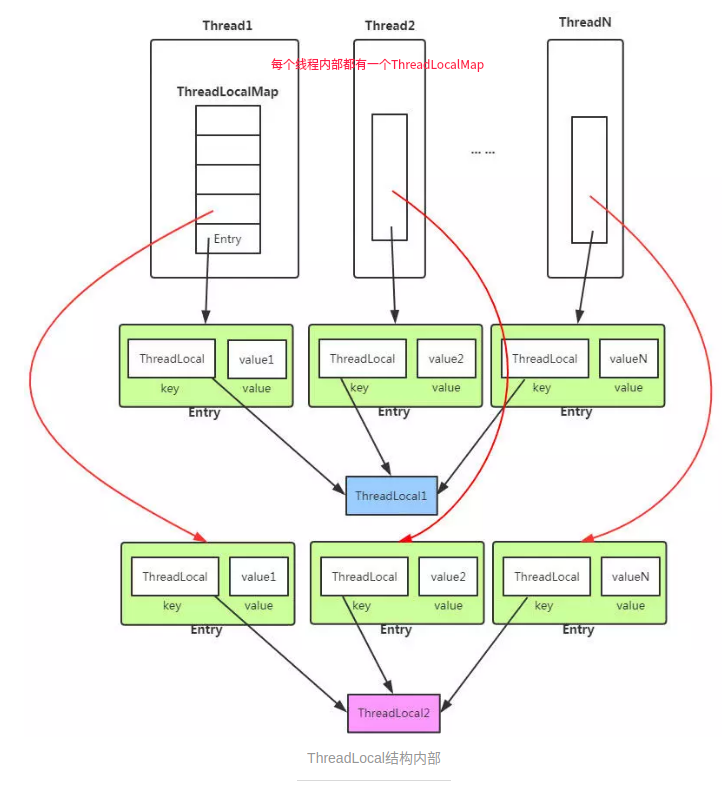 Thread1 Thread2 ThreadN
每个线程内部都有一个ThreadLocalMap
ThreadLocalMap
... ...
Entry
ThreadLocal value1 ThreadLocal value2 ThreadLocal valueN
key value key value key value
Entry Entry Entry
ThreadLocal1
ThreadLocal value1 ThreadLocal value2 ThreadLocal valueN
key value key value key value
Entry Entry Entry
ThreadLocal2
ThreadLocal结构内部